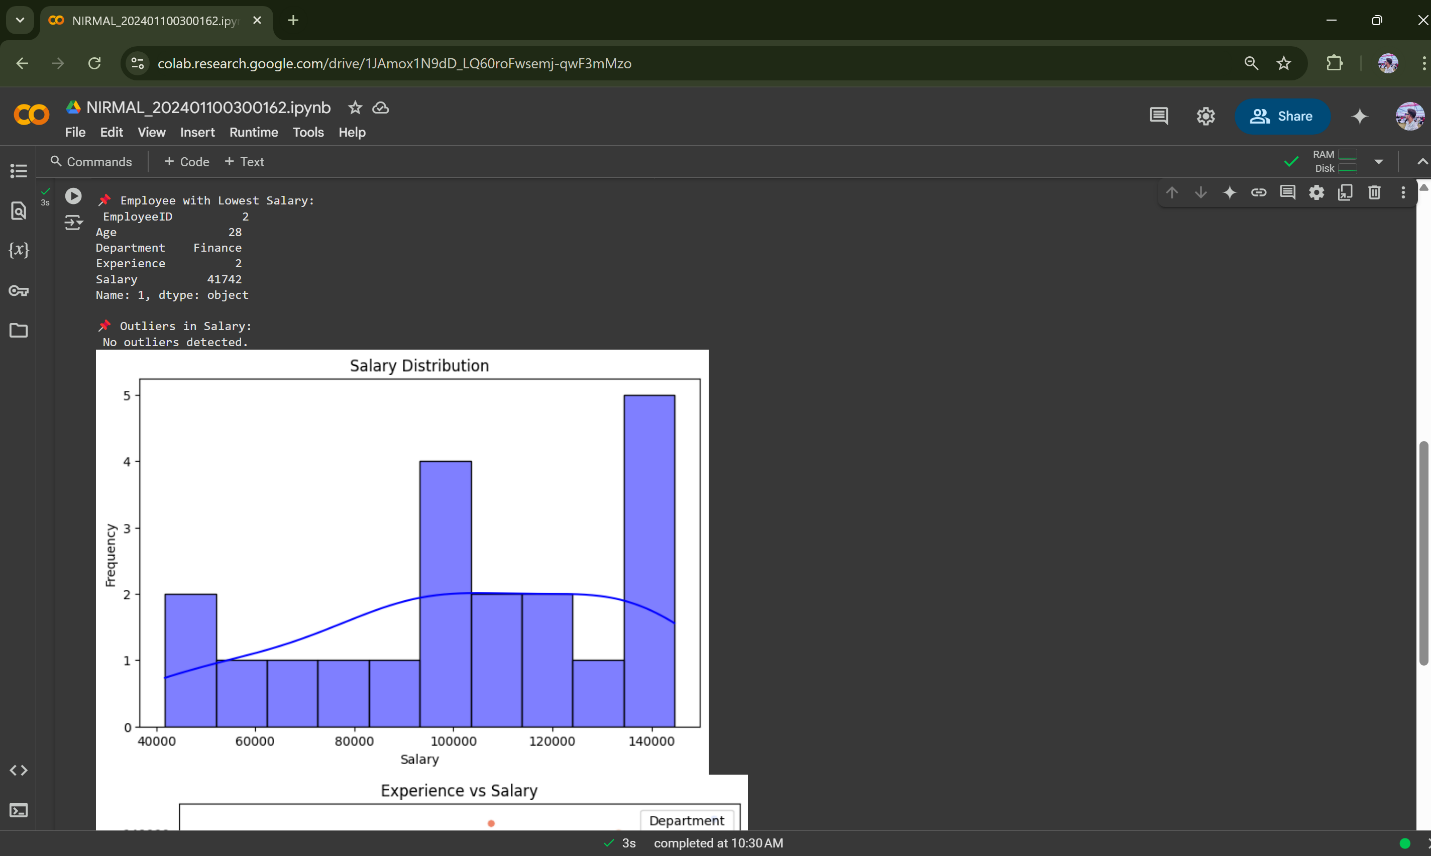 NIRMAL_202401100300162.ipy
colab.research.google.com/drive/1JAmox1N9dD_LQ60roFwsemj-qwF3mMzo
NIRMAL_202401100300162.ipynb
File Edit View Insert Runtime Tools Help
Share
Commands + Code + Text
RAM
Disk
3s
Employee with Lowest Salary:
EmployeeID 2
Age 28
Department Finance
Experience 2
Salary 41742
Name: 1, dtype: object
Outliers in Salary:
No outliers detected.
Salary Distribution
5
4
3
2
1
0
Frequency
40000 60000 80000 100000 120000 140000
Salary
Experience vs Salary
Department
3s completed at 10:30 AM